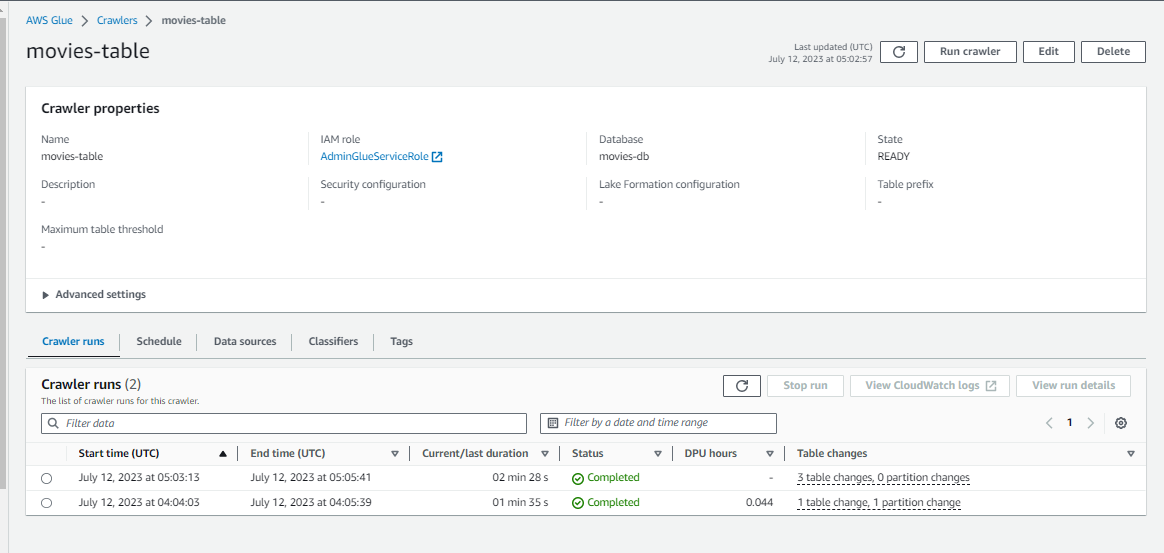 AWS Glue > Crawlers > movies-table
movies-table
Last updated (UTC)
July 12, 2023 at 05:02:57
Run crawler Edit Delete
Crawler properties
Name IAM role Database State
movies-table AdminGlueServiceRole movies-db READY
Description Security configuration Lake Formation configuration Table prefix
- - - -
Maximum table threshold
-
Advanced settings
Crawler runs Schedule Data sources Classifiers Tags
Crawler runs (2)
The list of crawler runs for this crawler.
Stop run View CloudWatch logs View run details
Filter data Filter by a date and time range 1
Start time (UTC) End time (UTC) Current/last duration Status DPU hours Table changes
July 12, 2023 at 05:03:13 July 12, 2023 at 05:05:41 02 min 28 s Completed - 3 table changes, 0 partition changes
July 12, 2023 at 04:04:03 July 12, 2023 at 04:05:39 01 min 35 s Completed 0.044 1 table change, 1 partition change